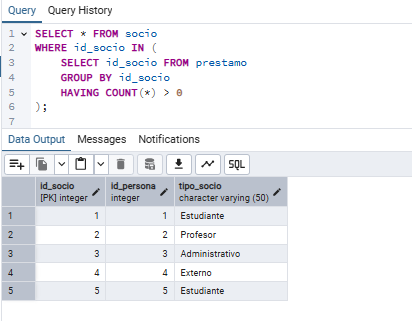 Query Query History
1 SELECT * FROM socio
2 WHERE id_socio IN (
3 SELECT id_socio FROM prestamo
4 GROUP BY id_socio
5 HAVING COUNT(*) > 0
6 );
7
Data Output Messages Notifications
SQL
id_socio id_persona tipo_socio
[PK] integer integer character varying (50)
1 1 1 Estudiante
2 2 2 Profesor
3 3 3 Administrativo
4 4 4 Externo
5 5 5 Estudiante